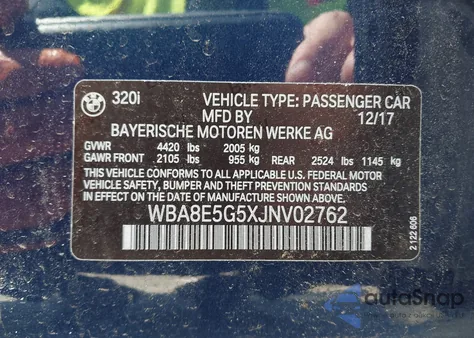 320i VEHICLE TYPE: PASSENGER CAR
MFD BY 12/17
BAYERISCHE MOTOREN WERKE AG
GVWR 4420 lbs 2005 kg
GAWR FRONT 2105 lbs 955 kg REAR 2524 lbs 1145 kg
THIS VEHICLE CONFORMS TO ALL APPLICABLE U.S. FEDERAL MOTOR
VEHICLE SAFETY, BUMPER AND THEFT PREVENTION STANDARDS
IN EFFECT ON THE DATE OF MANUFACTURE SHOWN ABOVE.
WBA8E5G5XJNV02762
2 122 606
autoSnap